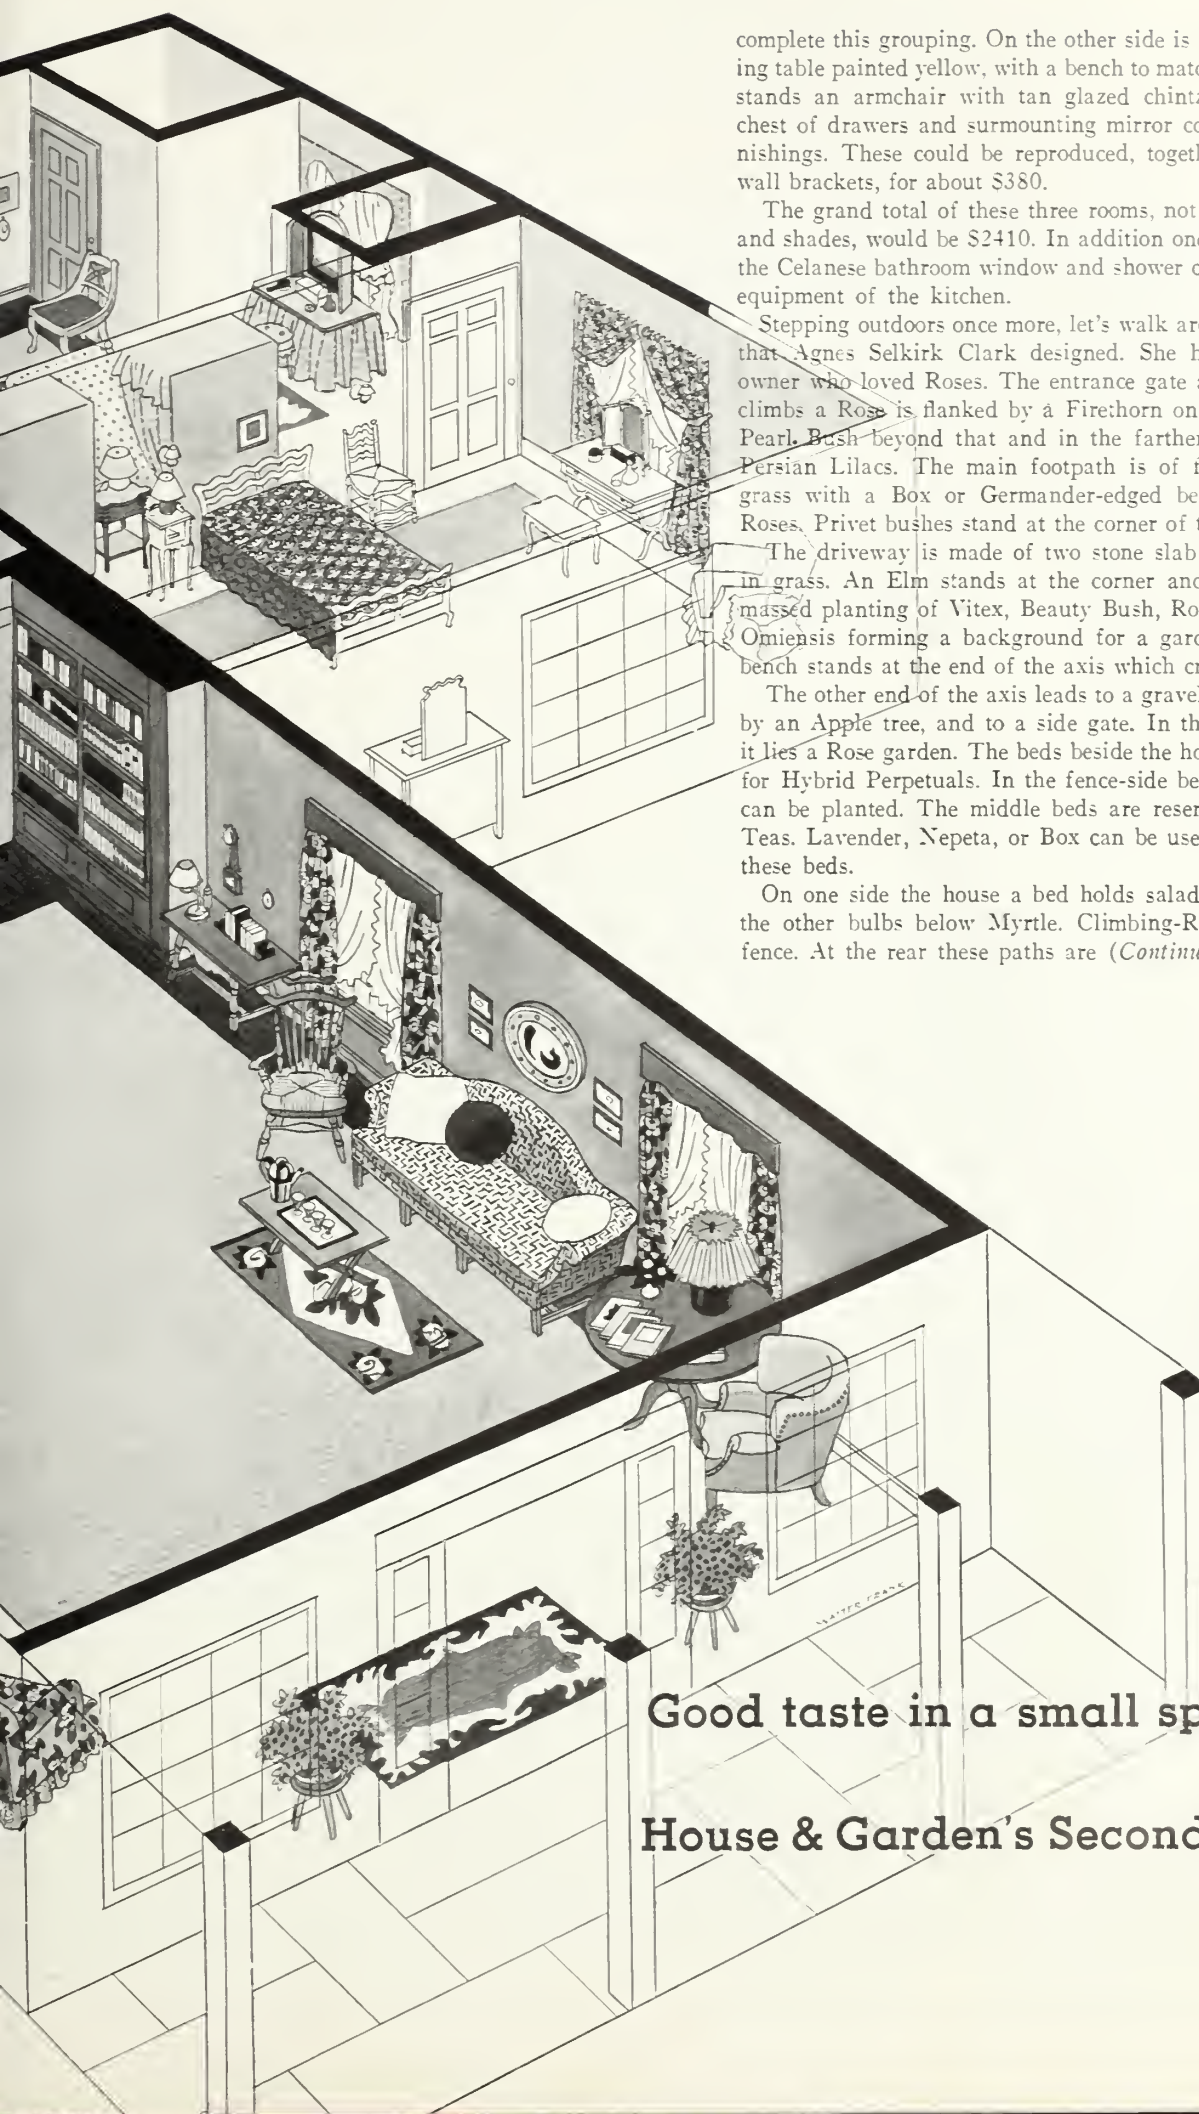 complete this grouping. On the other side is
ing table painted yellow, with a bench to matc
stands an armchair with tan glazed chintz
chest of drawers and surmounting mirror co
nishings. These could be reproduced, togeth
wall brackets, for about $380.
The grand total of these three rooms, not
and shades, would be $2410. In addition one
the Celanese bathroom window and shower c
equipment of the kitchen.
Stepping outdoors once more, let's walk aro
that Agnes Selkirk Clark designed. She h
owner who loved Roses. The entrance gate a
climbs a Rose is flanked by a Firethorn on
Pearl Bush beyond that and in the farther
Persian Lilacs. The main footpath is of f
grass with a Box or Germander-edged be
Roses. Privet bushes stand at the corner of t
The driveway is made of two stone slab
in grass. An Elm stands at the corner and
massed planting of Vitex, Beauty Bush, Ro
Omiensis forming a background for a gard
bench stands at the end of the axis which cr
The other end of the axis leads to a gravel
by an Apple tree, and to a side gate. In th
it lies a Rose garden. The beds beside the ho
for Hybrid Perpetuals. In the fence-side be
can be planted. The middle beds are reser
Teas. Lavender, Nepeta, or Box can be use
these beds.
On one side the house a bed holds salad
the other bulbs below Myrtle. Climbing-R
fence. At the rear these paths are (Continu
WALTER FRANK
Good taste in a small sp
House & Garden's Second